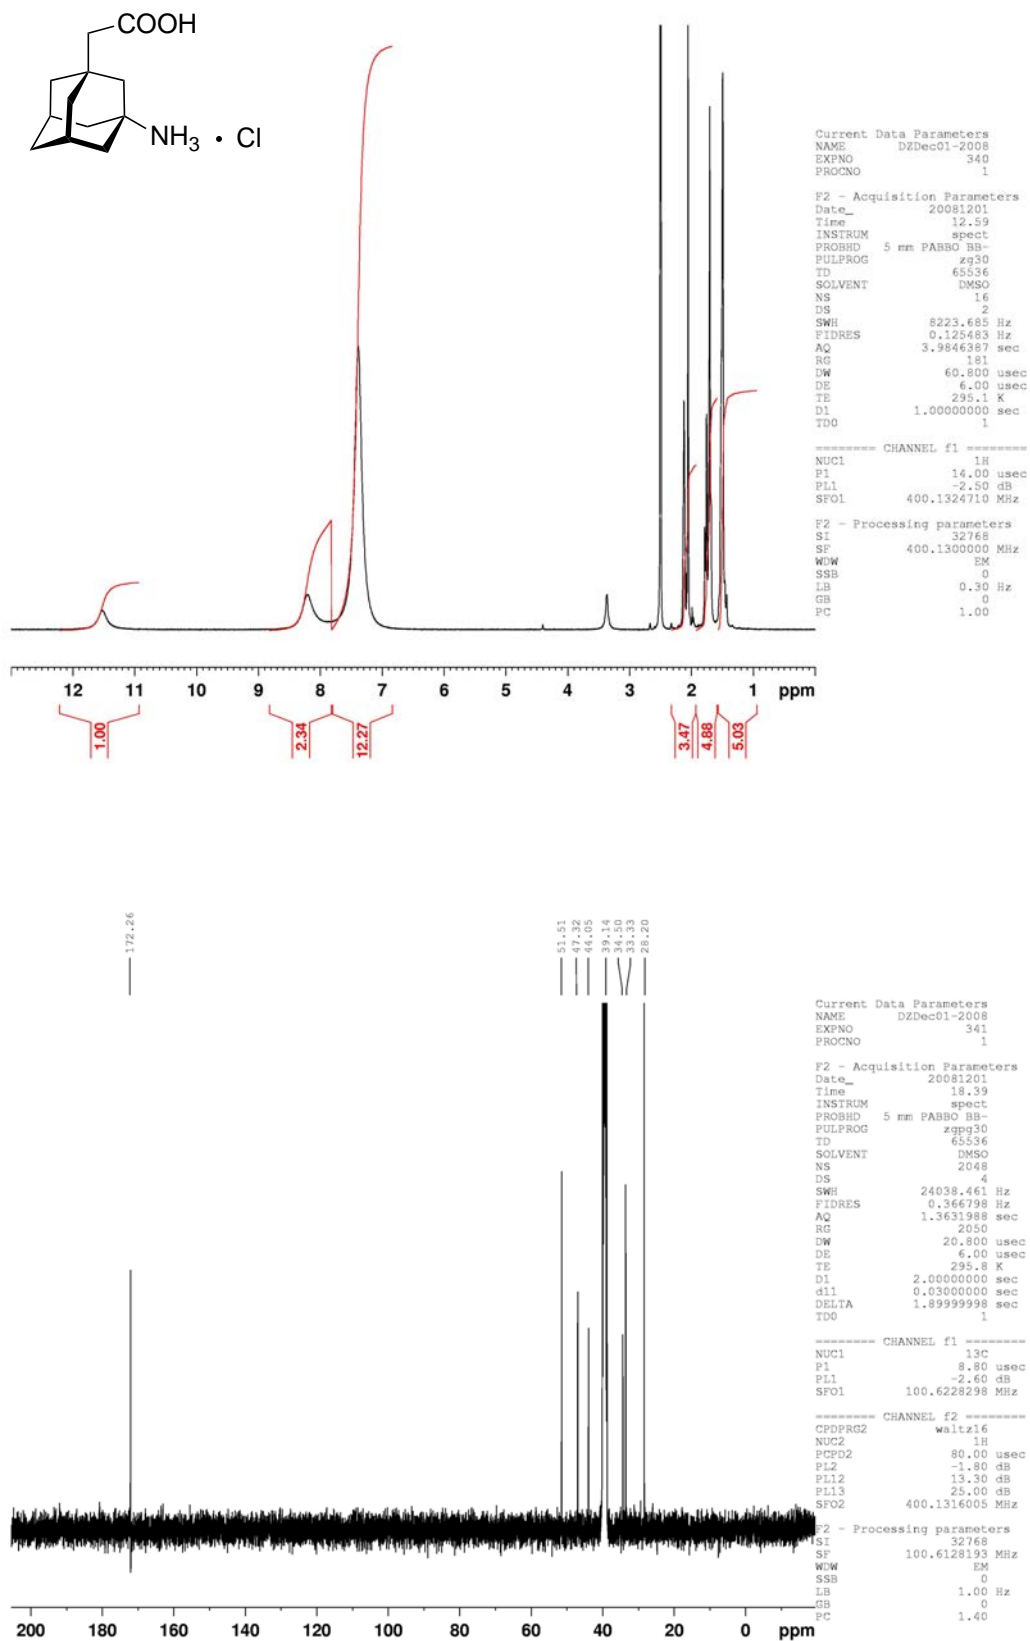 COOH
NH3 · Cl
Current Data Parameters
NAME DZDec01-2008
EXPNO 340
PROCNO 1
F2 - Acquisition Parameters
Date_ 20081201
Time 12.59
INSTRUM spect
PROBHD 5 mm PABBO BB-
PULPROG zg30
TD 65536
SOLVENT DMSO
NS 16
DS 2
SWH 8223.685 Hz
FIDRES 0.125483 Hz
AQ 3.9846387 sec
RG 181
DW 60.800 usec
DE 6.00 usec
TE 295.1 K
D1 1.00000000 sec
TD0 1
======== CHANNEL f1 ========
NUC1 1H
P1 14.00 usec
PL1 -2.50 dB
SFO1 400.1324710 MHz
F2 - Processing parameters
SI 32768
SF 400.1300000 MHz
WDW EM
SSB 0
LB 0.30 Hz
GB 0
PC 1.00
12 11 10 9 8 7 6 5 4 3 2 1 ppm
1.00 2.34 12.27 3.47 4.88 5.03
172.26 51.51 47.32 44.05 39.14 34.50 33.33 28.20
Current Data Parameters
NAME DZDec01-2008
EXPNO 341
PROCNO 1
F2 - Acquisition Parameters
Date_ 20081201
Time 18.39
INSTRUM spect
PROBHD 5 mm PABBO BB-
PULPROG zgpg30
TD 65536
SOLVENT DMSO
NS 2048
DS 4
SWH 24038.461 Hz
FIDRES 0.366798 Hz
AQ 1.3631988 sec
RG 2050
DW 20.800 usec
DE 6.00 usec
TE 295.8 K
D1 2.00000000 sec
d11 0.03000000 sec
DELTA 1.89999998 sec
TD0 1
======== CHANNEL f1 ========
NUC1 13C
P1 8.80 usec
PL1 -2.60 dB
SFO1 100.6228298 MHz
======== CHANNEL f2 ========
CPDPRG2 waltz16
NUC2 1H
PCPD2 80.00 usec
PL2 -1.80 dB
PL12 13.30 dB
PL13 25.00 dB
SFO2 400.1316005 MHz
F2 - Processing parameters
SI 32768
SF 100.6128193 MHz
WDW EM
SSB 0
LB 1.00 Hz
GB 0
PC 1.40
200 180 160 140 120 100 80 60 40 20 0 ppm